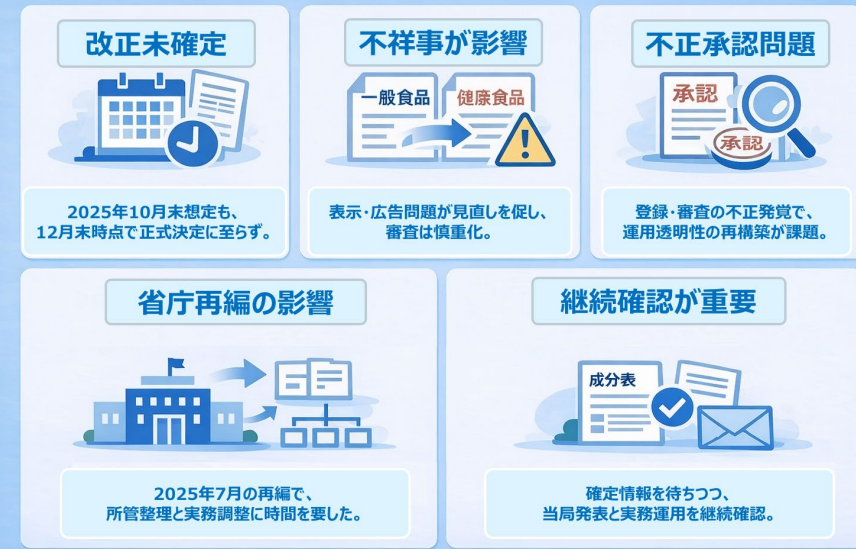 改正未確定
2025年10月末想定も、
12月末時点で正式決定に至らず。
不祥事が影響
一般食品
健康食品
表示・広告問題が見直しを促し、
審査は慎重化。
不正承認問題
承認
承認
登録・審査の不正発覚で、
運用透明性の再構築が課題。
省庁再編の影響
2025年7月の再編で、
所管整理と実務調整に時間を要した。
継続確認が重要
成分表
確定情報を待ちつつ、
当局発表と実務運用を継続確認。